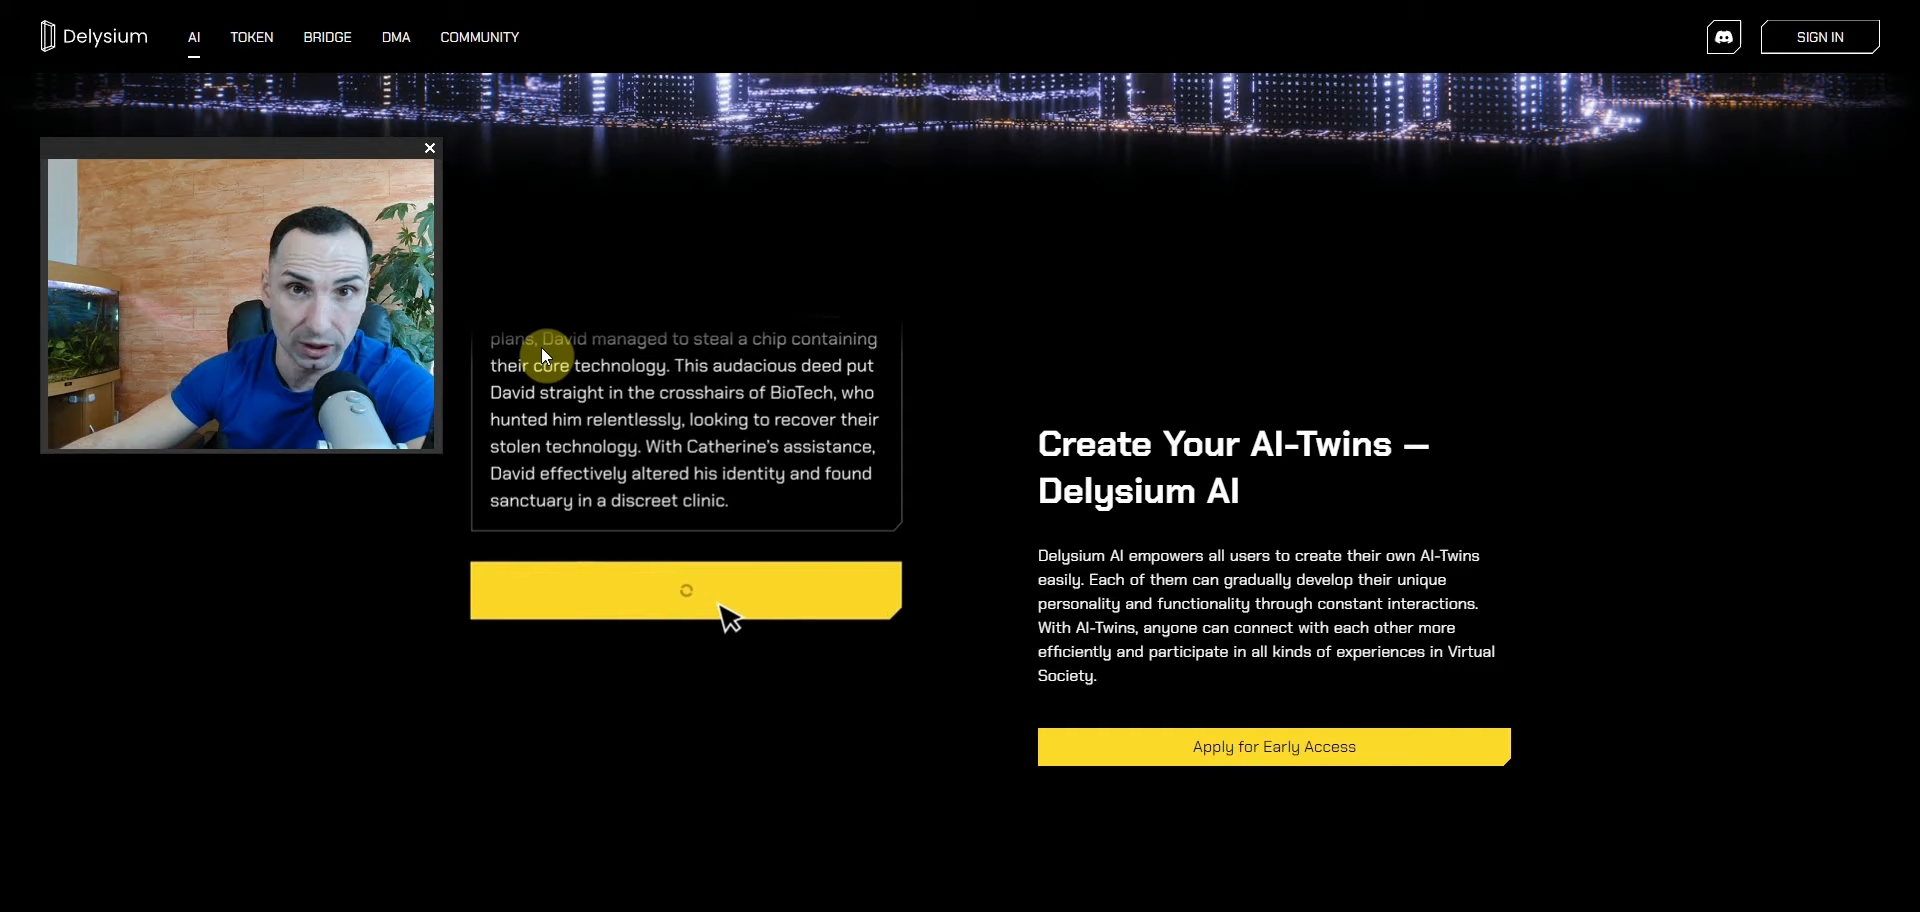 Delysium
AI
TOKEN
BRIDGE
DMA
COMMUNITY
SIGN IN
plans, David managed to steal a chip containing
their core technology. This audacious deed put
David straight in the crosshairs of BioTech, who
hunted him relentlessly, looking to recover their
stolen technology. With Catherine's assistance,
David effectively altered his identity and found
sanctuary in a discreet clinic.
Create Your AI-Twins —
Delysium AI
Delysium AI empowers all users to create their own AI-Twins
easily. Each of them can gradually develop their unique
personality and functionality through constant interactions.
With AI-Twins, anyone can connect with each other more
efficiently and participate in all kinds of experiences in Virtual
Society.
Apply for Early Access